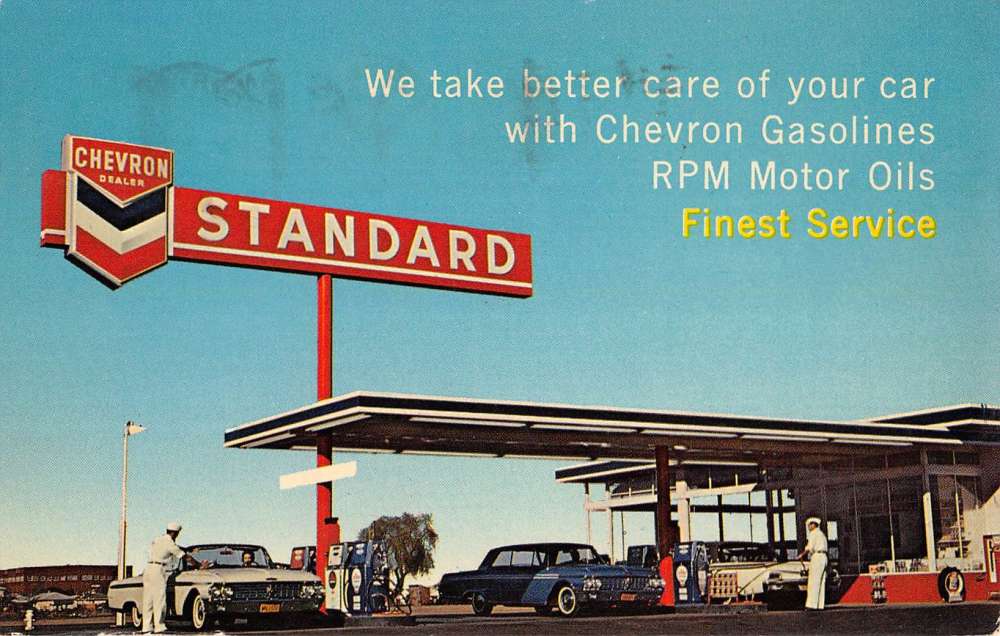 We take better care of your car
with Chevron Gasolines
RPM Motor Oils
Finest Service
CHEVRON
DEALER
STANDARD